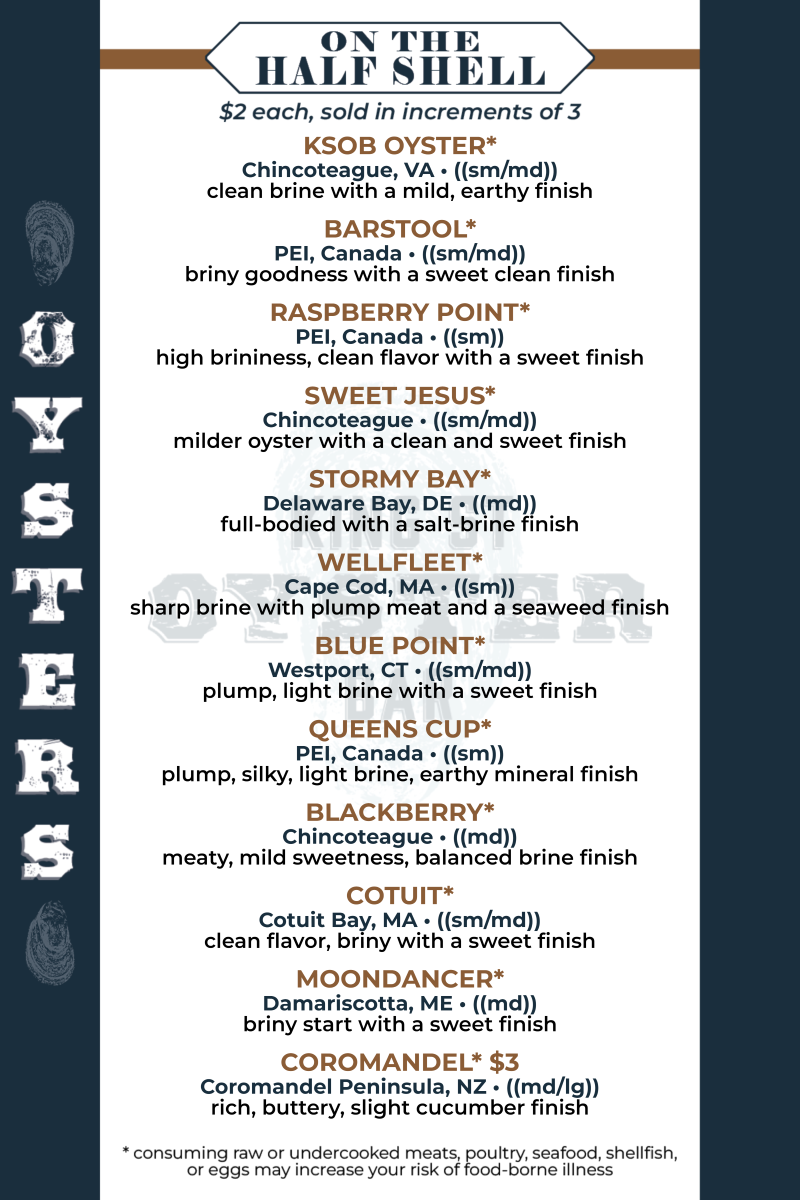 ON THE
HALF SHELL
$2 each, sold in increments of 3
KSOB OYSTER*
Chincoteague, VA • ((sm/md))
clean brine with a mild, earthy finish
BARSTOOL*
PEI, Canada • ((sm/md))
briny goodness with a sweet clean finish
RASPBERRY POINT*
PEI, Canada • ((sm))
high brininess, clean flavor with a sweet finish
SWEET JESUS*
Chincoteague • ((sm/md))
milder oyster with a clean and sweet finish
STORMY BAY*
Delaware Bay, DE • ((md))
full-bodied with a salt-brine finish
WELLFLEET*
Cape Cod, MA • ((sm))
sharp brine with plump meat and a seaweed finish
BLUE POINT*
Westport, CT • ((sm/md))
plump, light brine with a sweet finish
QUEENS CUP*
PEI, Canada • ((sm))
plump, silky, light brine, earthy mineral finish
BLACKBERRY*
Chincoteague • ((md))
meaty, mild sweetness, balanced brine finish
COTUIT*
Cotuit Bay, MA • ((sm/md))
clean flavor, briny with a sweet finish
MOONDANCER*
Damariscotta, ME • ((md))
briny start with a sweet finish
COROMANDEL* $3
Coromandel Peninsula, NZ • ((md/lg))
rich, buttery, slight cucumber finish
* consuming raw or undercooked meats, poultry, seafood, shellfish,
or eggs may increase your risk of food-borne illness
OYSTERS
KING ST
OYSTER
BAR